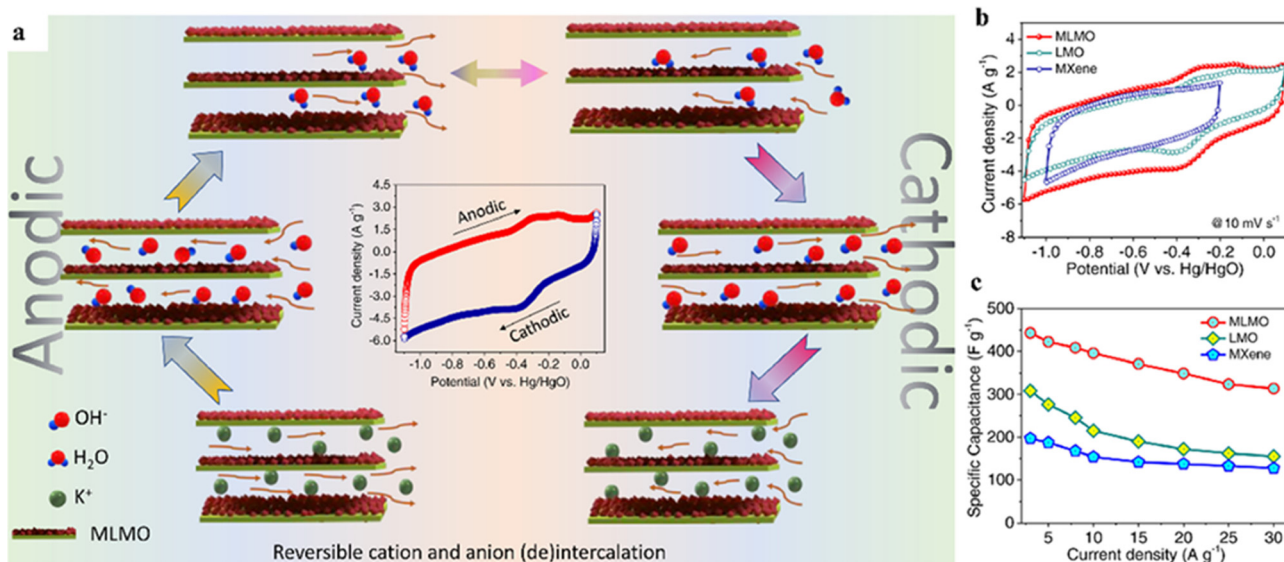 a
Anodic
Cathodic
Current density (A g⁻¹)
4.5
3.0
1.5
0.0
-1.5
-3.0
-4.5
-6.0
Anodic
Cathodic
-1.0 -0.8 -0.6 -0.4 -0.2 0.0
Potential (V vs. Hg/HgO)
OH⁻
H₂O
K⁺
MLMO
Reversible cation and anion (de)intercalation
b
MLMO
LMO
MXene
Current density (A g⁻¹)
4
2
0
-2
-4
-6
-8
@10 mV s⁻¹
-1.0 -0.8 -0.6 -0.4 -0.2 0.0
Potential (V vs. Hg/HgO)
c
MLMO
LMO
MXene
Specific Capacitance (F g⁻¹)
500
400
300
200
100
0
5 10 15 20 25 30
Current density (A g⁻¹)